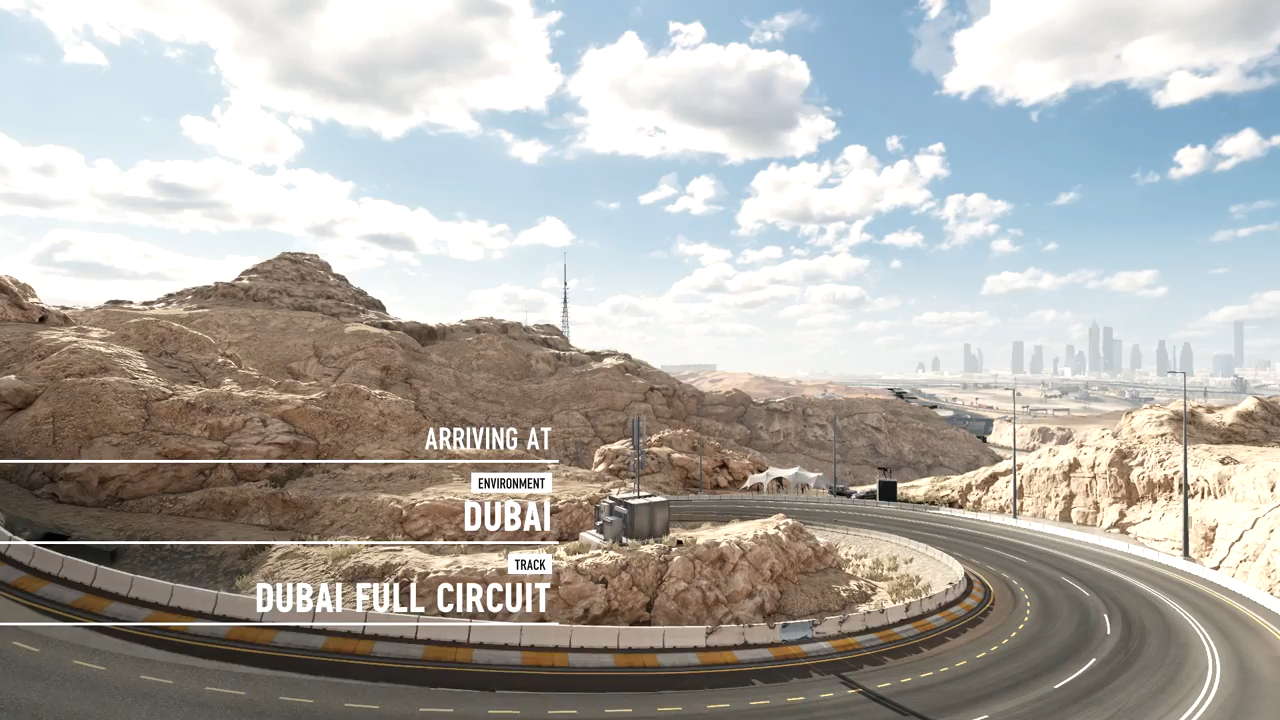 ARRIVING AT
ENVIRONMENT
DUBAI
TRACK
DUBAI FULL CIRCUIT